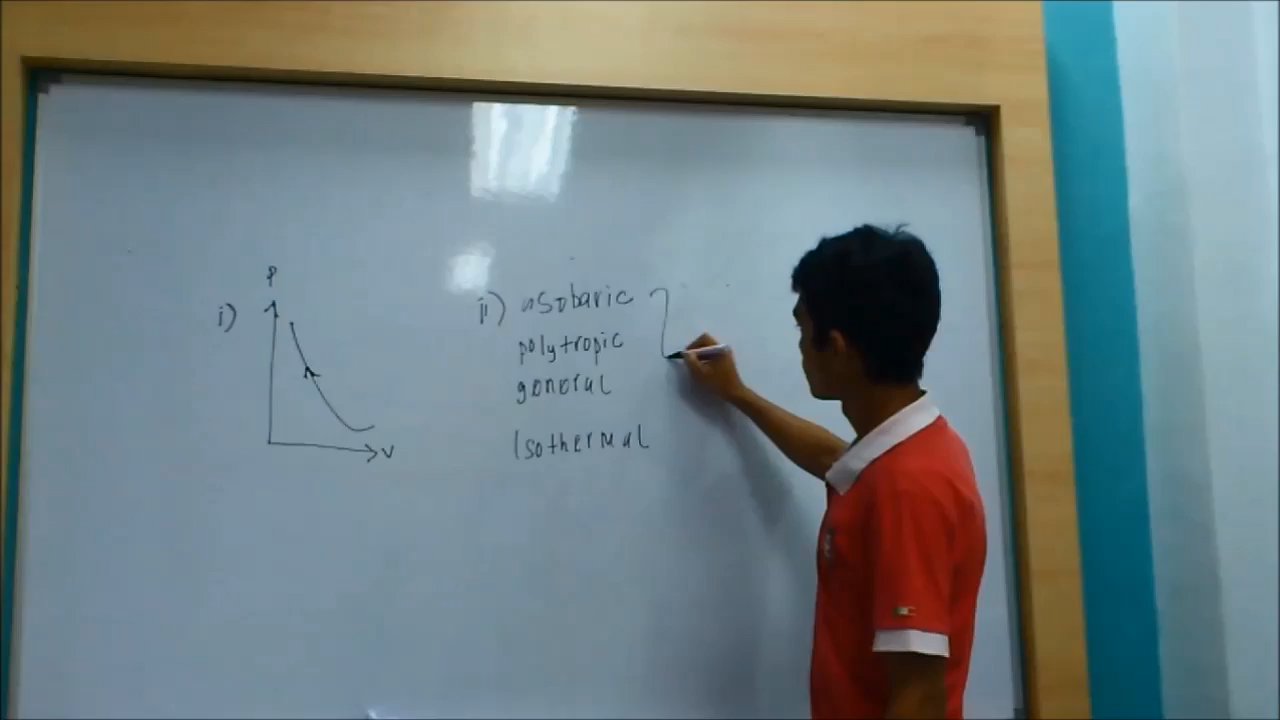 P
i)
V
ii) isobaric
polytropic
general
Isothermal